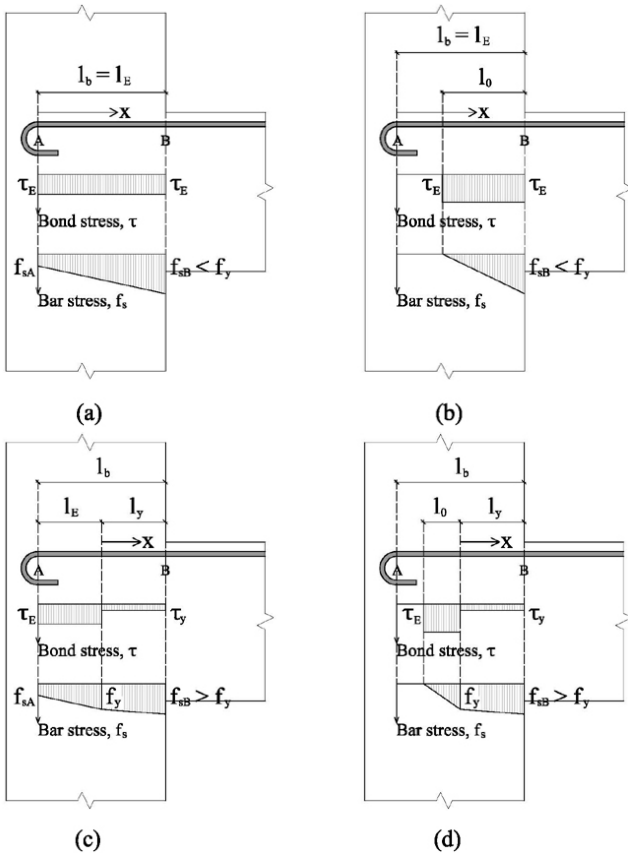 l_b = l_E
x
A
B
τ_E
τ_E
Bond stress, τ
f_sA
f_sB < f_y
Bar stress, f_s
(a)
l_b = l_E
l_0
x
A
B
τ_E
τ_E
Bond stress, τ
f_sB < f_y
Bar stress, f_s
(b)
l_b
l_E
l_y
x
A
B
τ_E
τ_y
Bond stress, τ
f_sA
f_y
f_sB > f_y
Bar stress, f_s
(c)
l_b
l_0
l_y
x
A
B
τ_E
τ_y
Bond stress, τ
f_y
f_sB > f_y
Bar stress, f_s
(d)